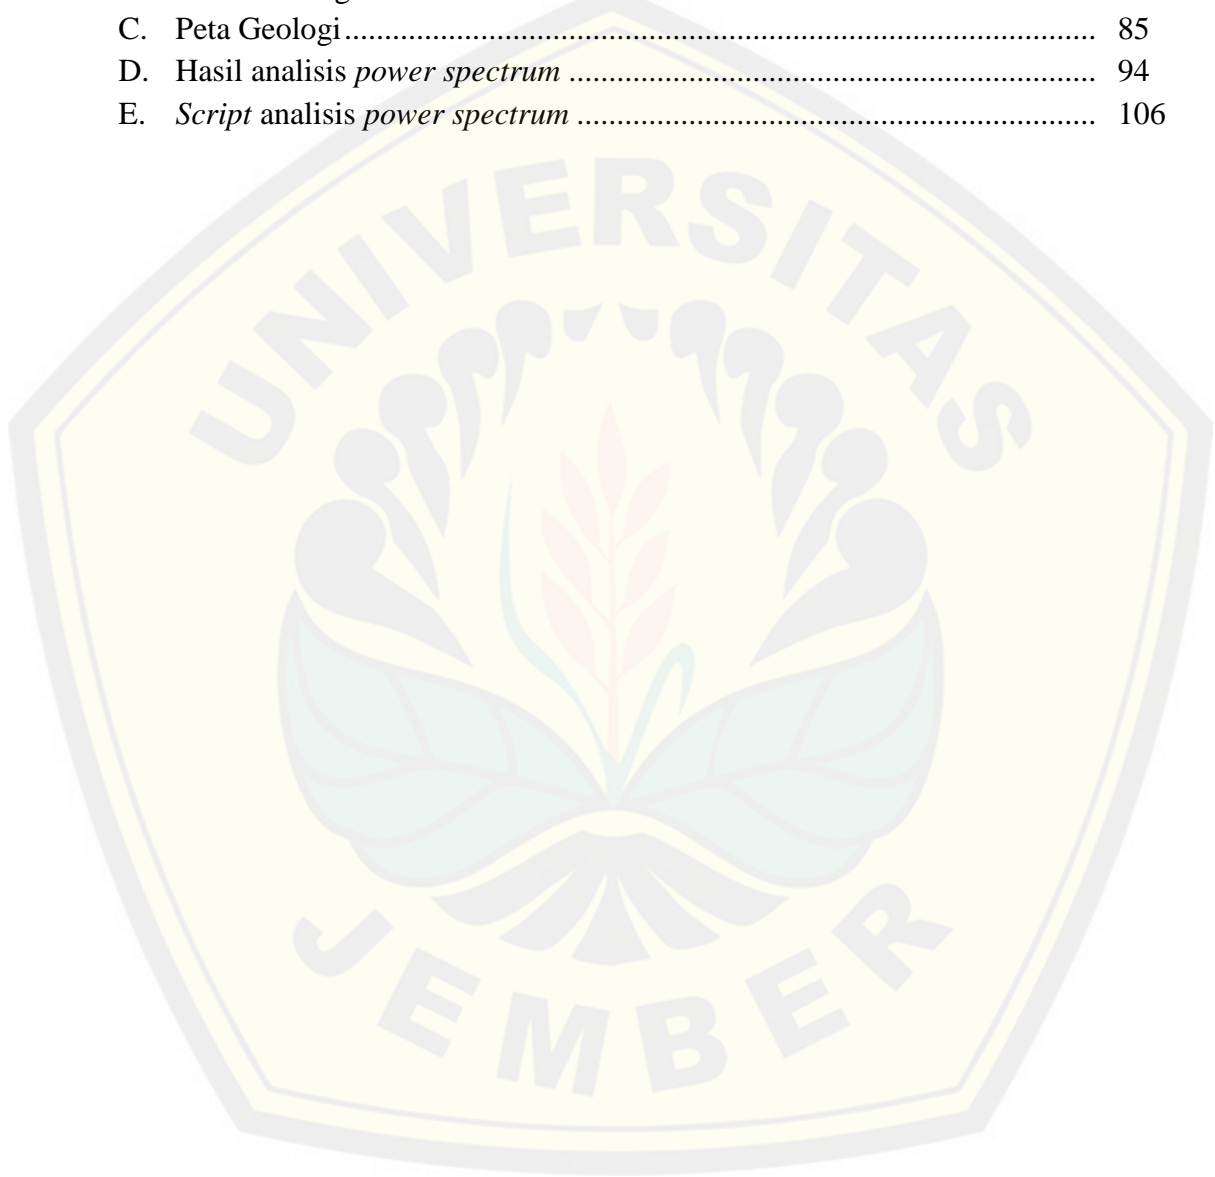 C. Peta Geologi ............................................................................................. 85
D. Hasil analisis power spectrum ................................................................. 94
E. Script analisis power spectrum ................................................................ 106
UNIVERSITAS
JEMBER